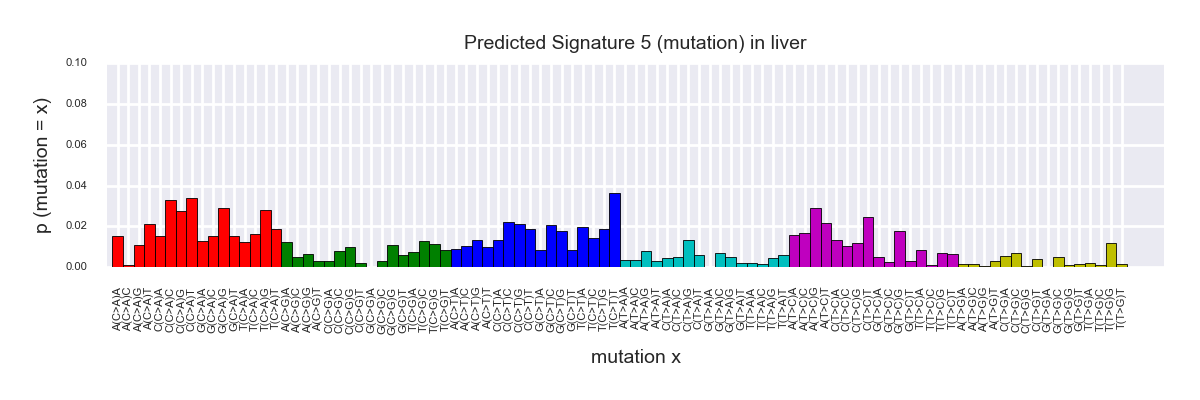 Predicted Signature 5 (mutation) in liver
p (mutation = x)
0.10
0.08
0.06
0.04
0.02
0.00
A(C>A)A
A(C>A)C
A(C>A)G
A(C>A)T
C(C>A)A
C(C>A)C
C(C>A)G
C(C>A)T
G(C>A)A
G(C>A)C
G(C>A)G
G(C>A)T
T(C>A)A
T(C>A)C
T(C>A)G
T(C>A)T
A(C>G)A
A(C>G)C
A(C>G)G
A(C>G)T
C(C>G)A
C(C>G)C
C(C>G)G
C(C>G)T
G(C>G)A
G(C>G)C
G(C>G)G
G(C>G)T
T(C>G)A
T(C>G)C
T(C>G)G
T(C>G)T
A(C>T)A
A(C>T)C
A(C>T)G
A(C>T)T
C(C>T)A
C(C>T)C
C(C>T)G
C(C>T)T
G(C>T)A
G(C>T)C
G(C>T)G
G(C>T)T
T(C>T)A
T(C>T)C
T(C>T)G
T(C>T)T
A(T>A)A
A(T>A)C
A(T>A)G
A(T>A)T
C(T>A)A
C(T>A)C
C(T>A)G
C(T>A)T
G(T>A)A
G(T>A)C
G(T>A)G
G(T>A)T
T(T>A)A
T(T>A)C
T(T>A)G
T(T>A)T
A(T>C)A
A(T>C)C
A(T>C)G
A(T>C)T
C(T>C)A
C(T>C)C
C(T>C)G
C(T>C)T
G(T>C)A
G(T>C)C
G(T>C)G
G(T>C)T
T(T>C)A
T(T>C)C
T(T>C)G
T(T>C)T
A(T>G)A
A(T>G)C
A(T>G)G
A(T>G)T
C(T>G)A
C(T>G)C
C(T>G)G
C(T>G)T
G(T>G)A
G(T>G)C
G(T>G)G
G(T>G)T
T(T>G)A
T(T>G)C
T(T>G)G
T(T>G)T
mutation x